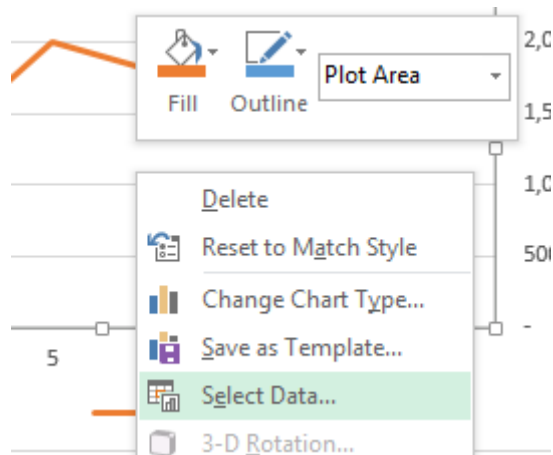 2,0
Fill Outline Plot Area
1,5
1,0
Delete
Reset to Match Style
500
Change Chart Type...
-
5
Save as Template...
Select Data...
3-D Rotation...